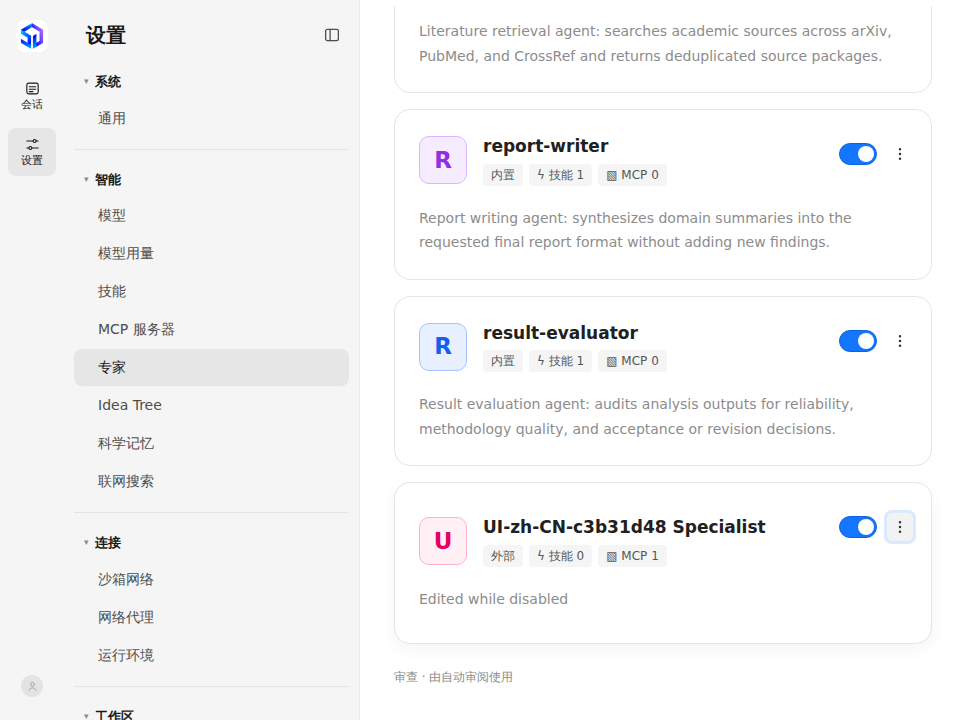 会话
设置
设置
系统
通用
智能
模型
模型用量
技能
MCP 服务器
专家
Idea Tree
科学记忆
联网搜索
连接
沙箱网络
网络代理
运行环境
工作区
Literature retrieval agent: searches academic sources across arXiv,
PubMed, and CrossRef and returns deduplicated source packages.
R
report-writer
内置 技能 1 MCP 0
Report writing agent: synthesizes domain summaries into the
requested final report format without adding new findings.
R
result-evaluator
内置 技能 1 MCP 0
Result evaluation agent: audits analysis outputs for reliability,
methodology quality, and acceptance or revision decisions.
U
UI-zh-CN-c3b31d48 Specialist
外部 技能 0 MCP 1
Edited while disabled
审查 · 由自动审阅使用